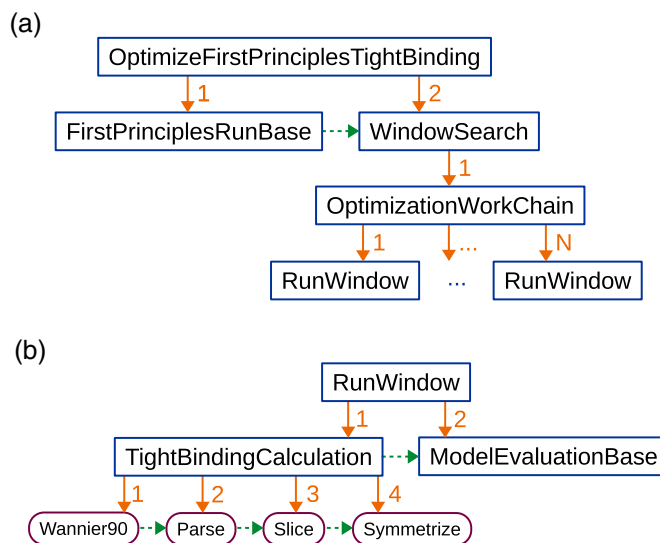 (a)
OptimizeFirstPrinciplesTightBinding
1 2
FirstPrinciplesRunBase WindowSearch
1
OptimizationWorkChain
1 ... N
RunWindow ... RunWindow
(b)
RunWindow
1 2
TightBindingCalculation ModelEvaluationBase
1 2 3 4
Wannier90 Parse Slice Symmetrize